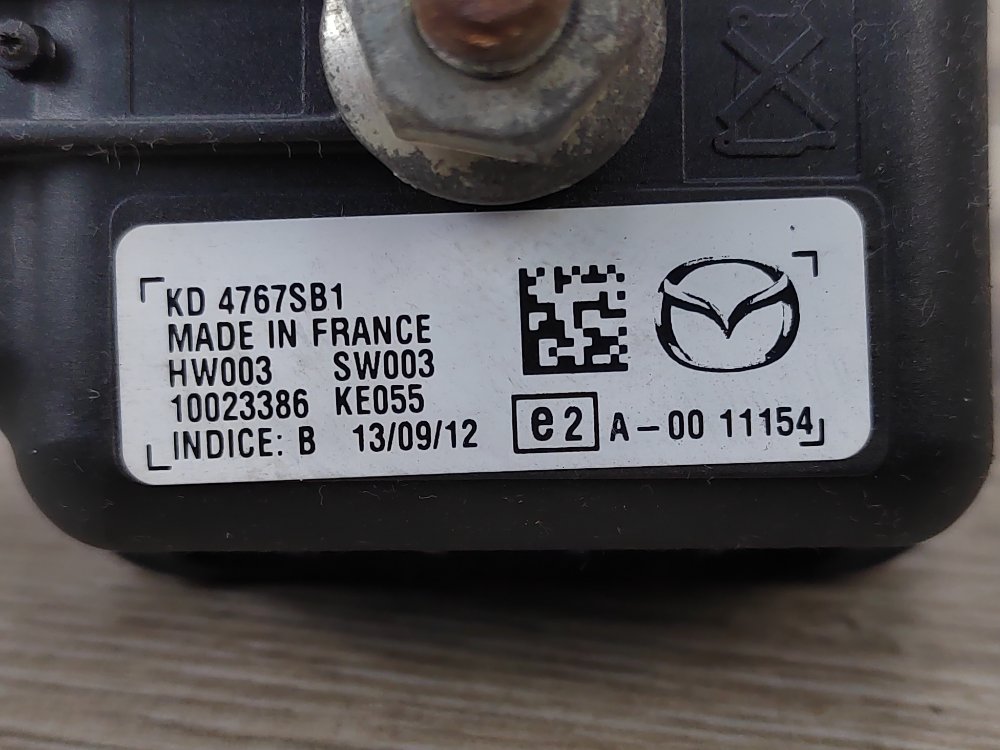 KD 4767SB1
MADE IN FRANCE
HW003 SW003
10023386 KE055
INDICE: B 13/09/12
e2 A-00 11154